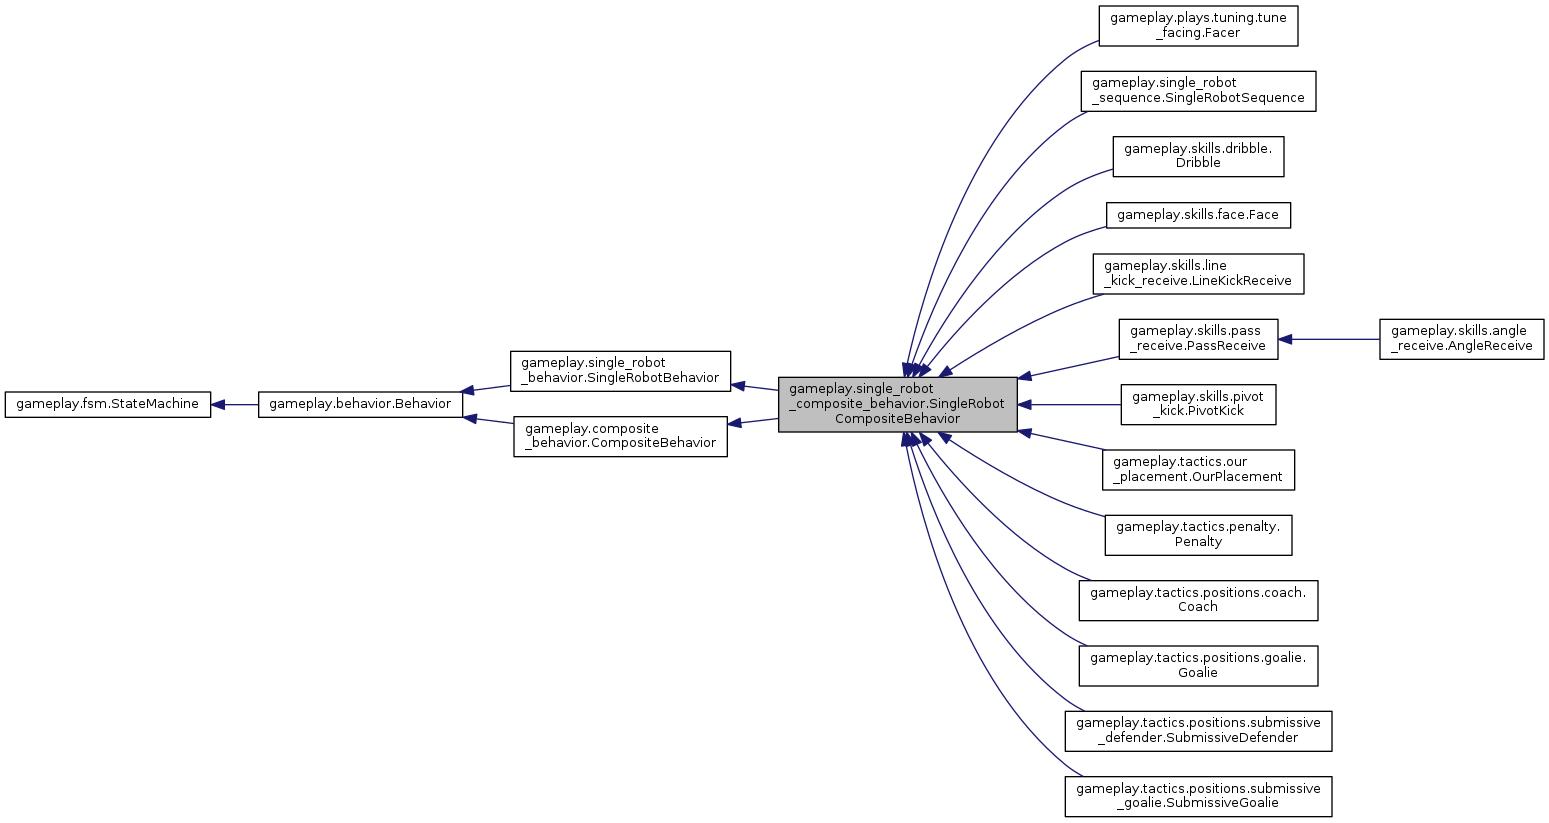 gameplay.fsm.StateMachine
gameplay.behavior.Behavior
gameplay.single_robot
_behavior.SingleRobotBehavior
gameplay.composite
_behavior.CompositeBehavior
gameplay.single_robot
_composite_behavior.SingleRobot
CompositeBehavior
gameplay.plays.tuning.tune
_facing.Facer
gameplay.single_robot
_sequence.SingleRobotSequence
gameplay.skills.dribble.
Dribble
gameplay.skills.face.Face
gameplay.skills.line
_kick_receive.LineKickReceive
gameplay.skills.pass
_receive.PassReceive
gameplay.skills.angle
_receive.AngleReceive
gameplay.skills.pivot
_kick.PivotKick
gameplay.tactics.our
_placement.OurPlacement
gameplay.tactics.penalty.
Penalty
gameplay.tactics.positions.coach.
Coach
gameplay.tactics.positions.goalie.
Goalie
gameplay.tactics.positions.submissive
_defender.SubmissiveDefender
gameplay.tactics.positions.submissive
_goalie.SubmissiveGoalie